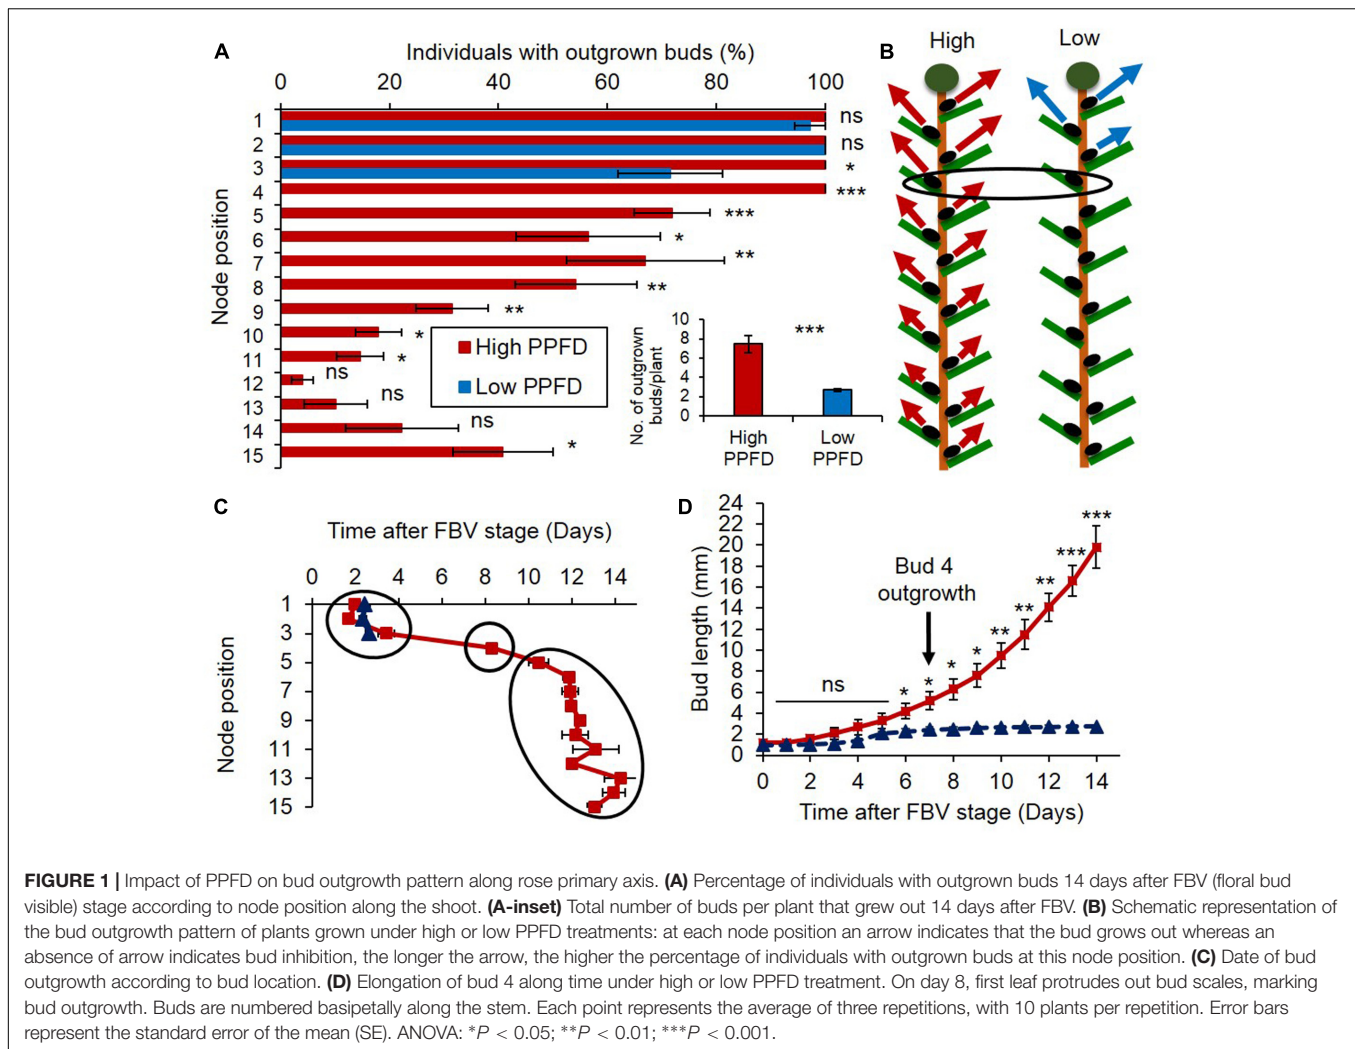 A
Individuals with outgrown buds (%)
0 20 40 60 80 100
Node position
1 ns
2 ns
3 *
4 ***
5 ***
6 *
7 **
8 **
9 **
10 *
11 *
12 ns
13 ns
14 ns
15 *
High PPFD
Low PPFD
No. of outgrown
buds/plant
10
8
6
4
2
0
***
High
PPFD
Low
PPFD
B
High Low
C
Time after FBV stage (Days)
0 2 4 6 8 10 12 14
Node position
1
3
5
7
9
11
13
15
D
Bud length (mm)
24
22
20
18
16
14
12
10
8
6
4
2
0
Bud 4
outgrowth
ns
* * * * ** ** ** *** ***
0 2 4 6 8 10 12 14
Time after FBV stage (Days)
FIGURE 1 | Impact of PPFD on bud outgrowth pattern along rose primary axis. (A) Percentage of individuals with outgrown buds 14 days after FBV (floral bud
visible) stage according to node position along the shoot. (A-inset) Total number of buds per plant that grew out 14 days after FBV. (B) Schematic representation of
the bud outgrowth pattern of plants grown under high or low PPFD treatments: at each node position an arrow indicates that the bud grows out whereas an
absence of arrow indicates bud inhibition, the longer the arrow, the higher the percentage of individuals with outgrown buds at this node position. (C) Date of bud
outgrowth according to bud location. (D) Elongation of bud 4 along time under high or low PPFD treatment. On day 8, first leaf protrudes out bud scales, marking
bud outgrowth. Buds are numbered basipetally along the stem. Each point represents the average of three repetitions, with 10 plants per repetition. Error bars
represent the standard error of the mean (SE). ANOVA: *P < 0.05; **P < 0.01; ***P < 0.001.